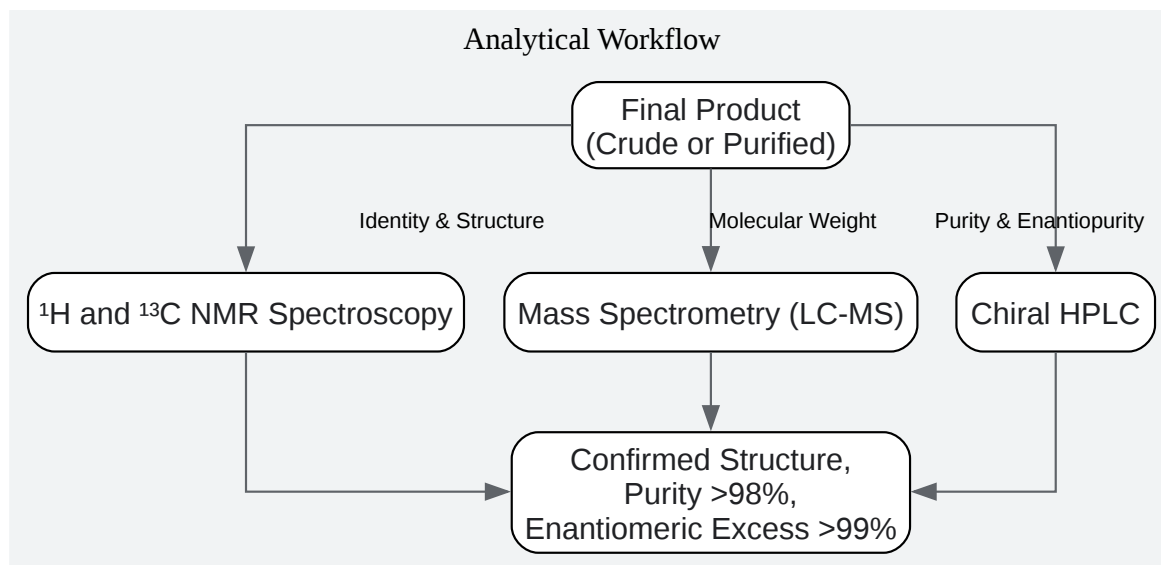 Analytical Workflow
Final Product
(Crude or Purified)
Identity & Structure
Molecular Weight
Purity & Enantiopurity
¹H and ¹³C NMR Spectroscopy
Mass Spectrometry (LC-MS)
Chiral HPLC
Confirmed Structure,
Purity >98%,
Enantiomeric Excess >99%